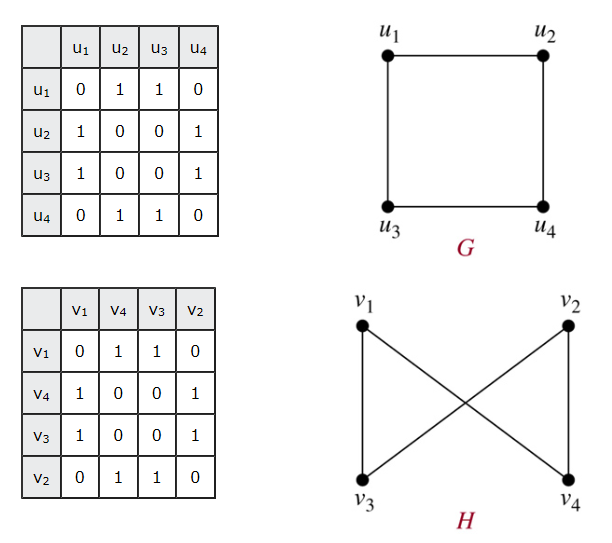 u₁ u₂ u₃ u₄
u₁ 0 1 1 0
u₂ 1 0 0 1
u₃ 1 0 0 1
u₄ 0 1 1 0
u₁ u₂
u₃ u₄
G
v₁ v₄ v₃ v₂
v₁ 0 1 1 0
v₄ 1 0 0 1
v₃ 1 0 0 1
v₂ 0 1 1 0
v₁ v₂
v₃ v₄
H